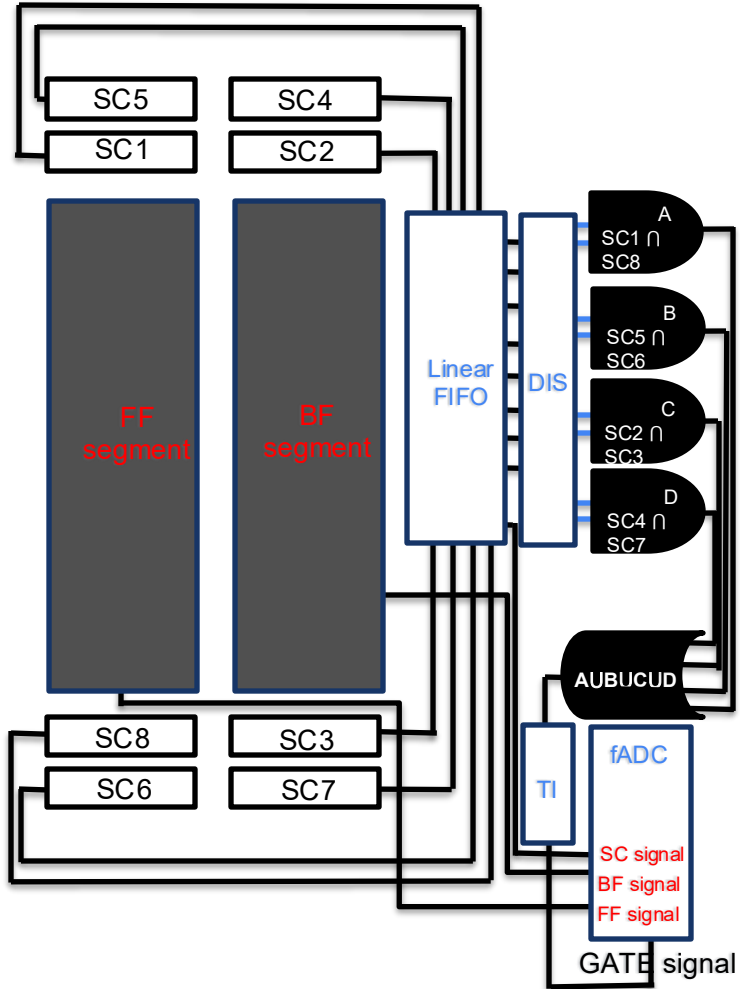 SC5
SC4
SC1
SC2
A
SC1 ∩
SC8
B
SC5 ∩
SC6
Linear
FIFO
DIS
FF
segment
BF
segment
C
SC2 ∩
SC3
D
SC4 ∩
SC7
AUBUCUD
SC8
SC3
SC6
SC7
TI
fADC
SC signal
BF signal
FF signal
GATE signal